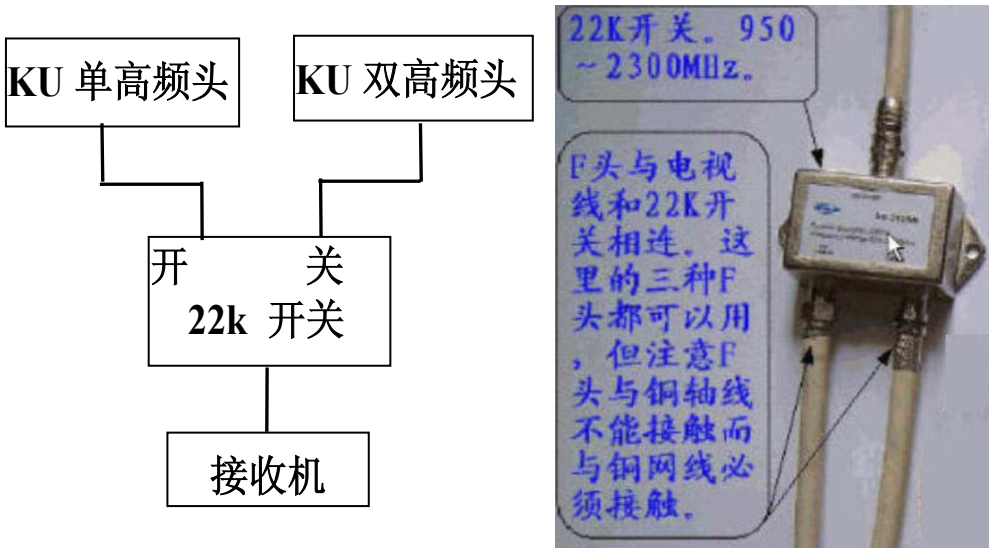 KU 单高频头
KU 双高频头
开 关
22k 开关
接收机
22K开关。950
~2300MHz。
F头与电视
线和22K开
关相连。这
里的三种F
头都可以用
，但注意F
头与铜轴线
不能接触而
与铜网线必
须接触。